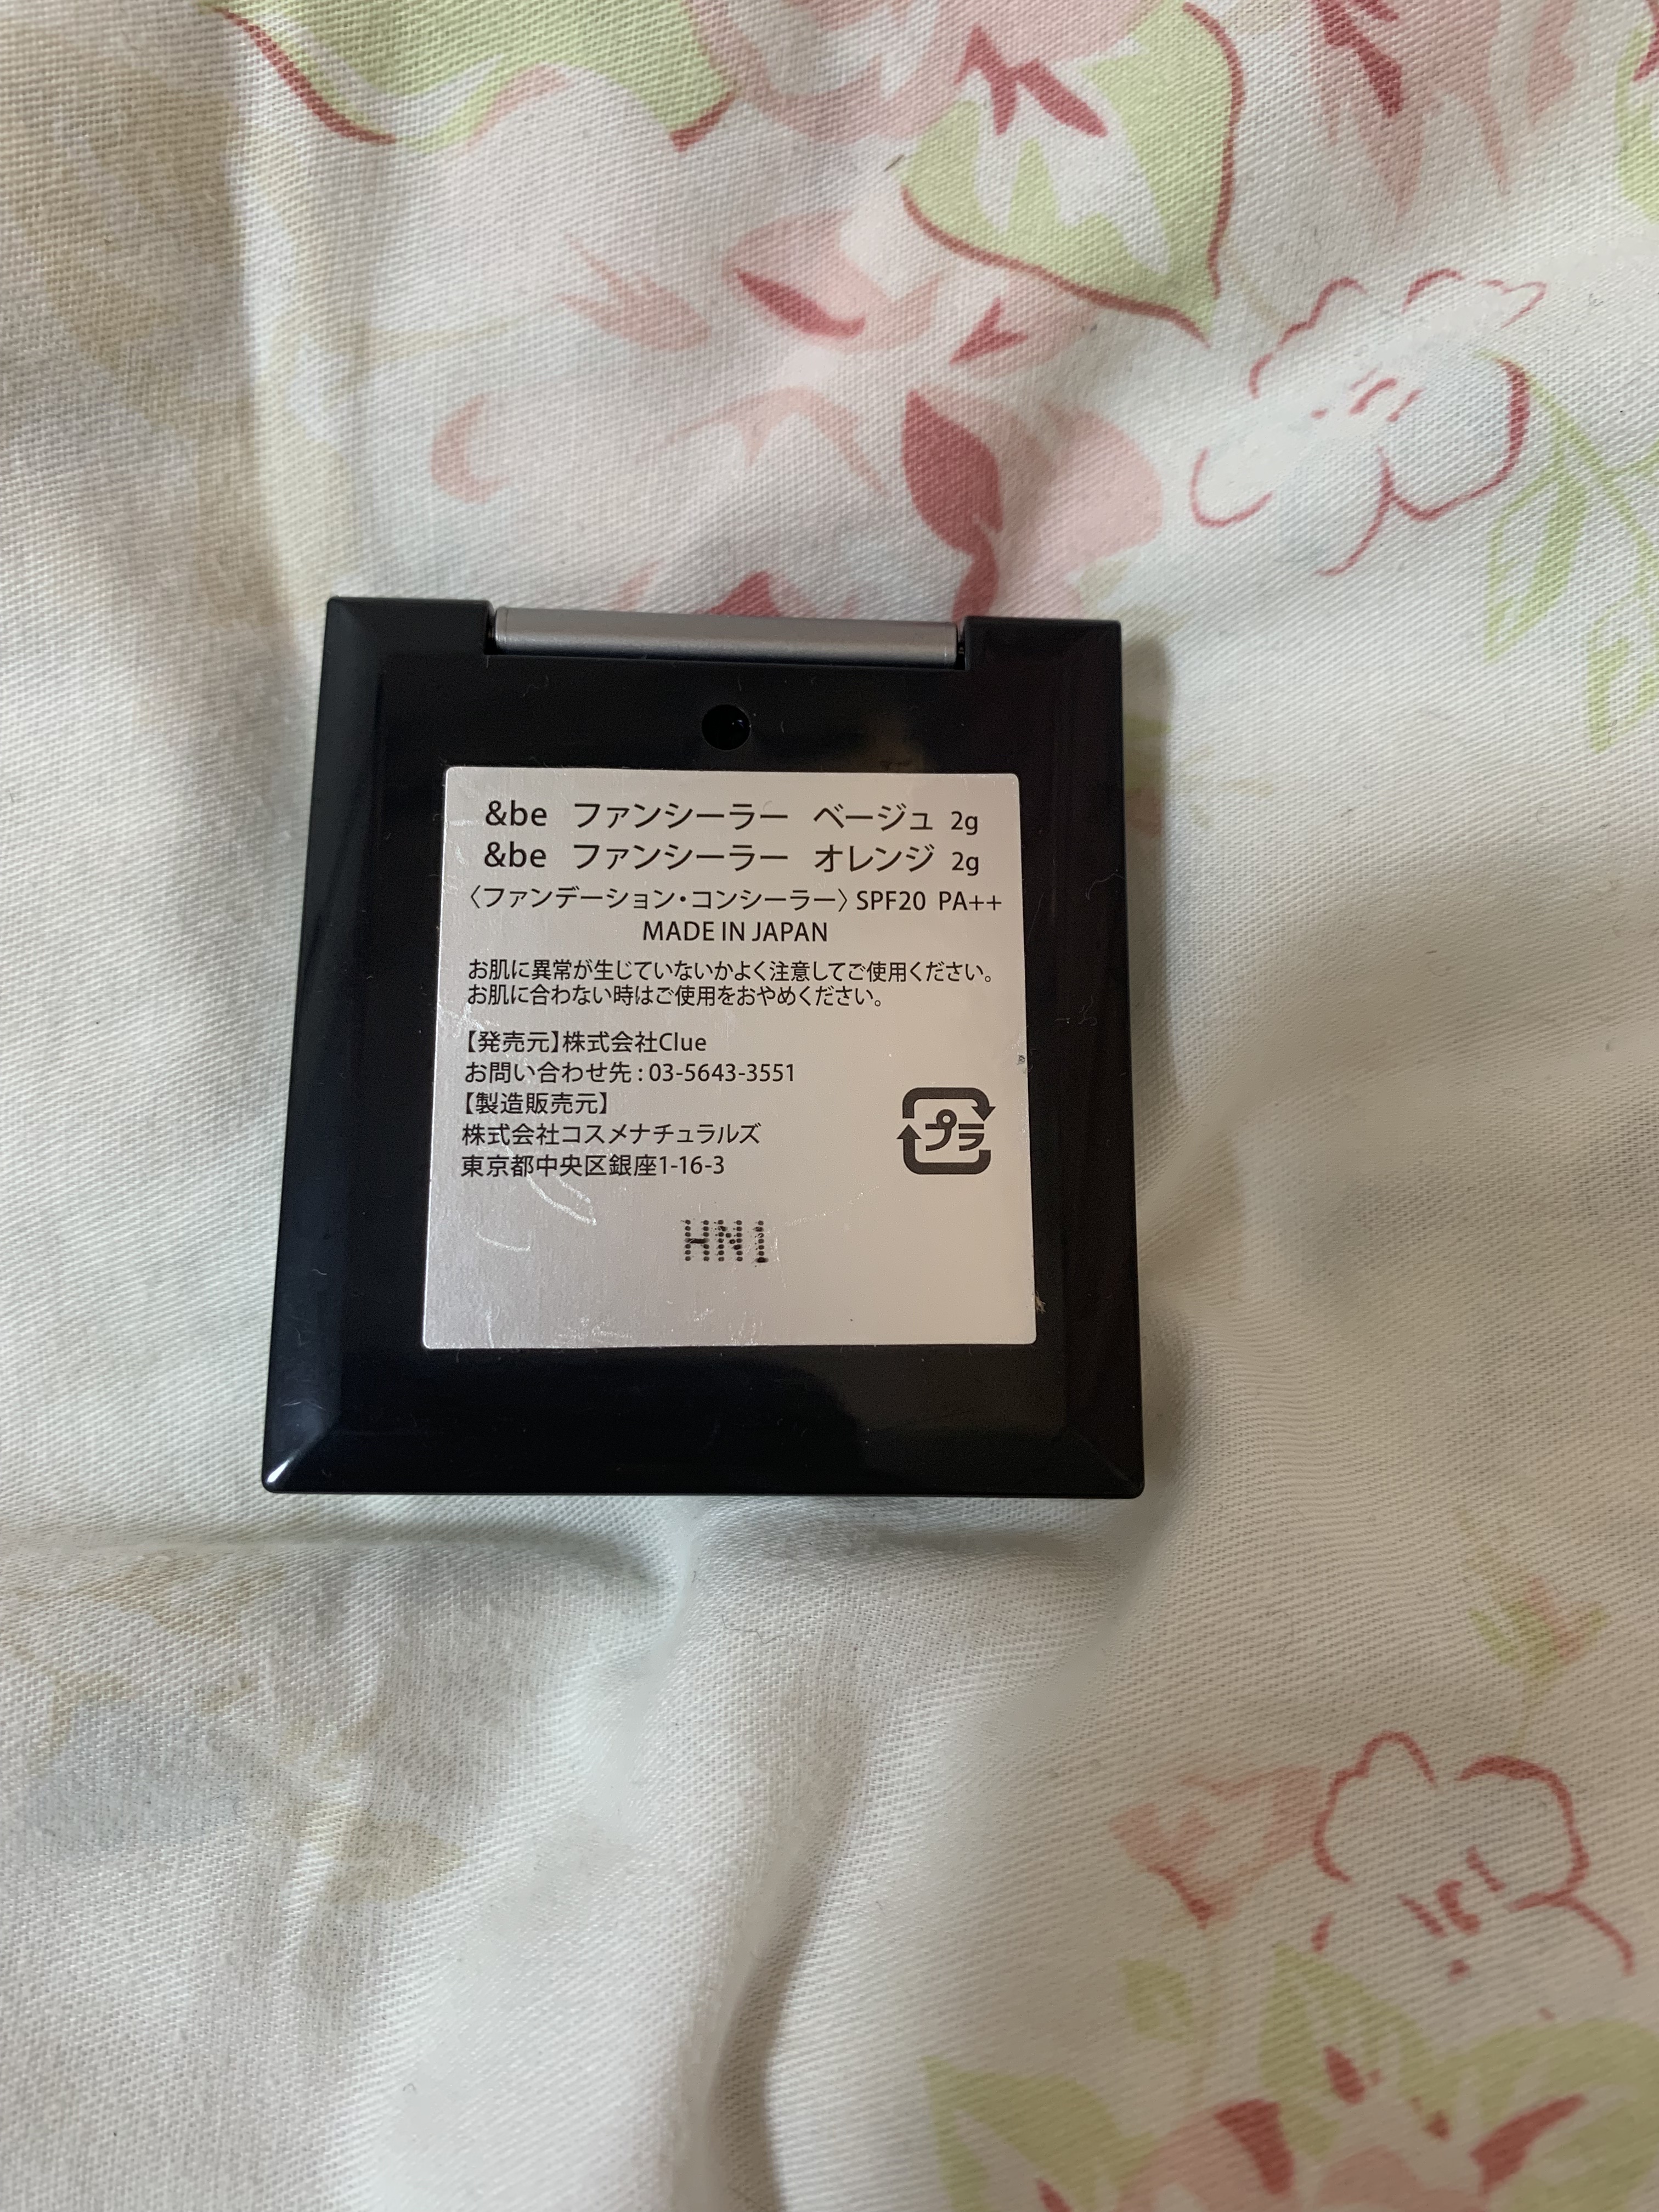 &be ファンシーラー ベージュ 2g
&be ファンシーラー オレンジ 2g
〈ファンデーション・コンシーラー〉SPF20 PA++
MADE IN JAPAN
お肌に異常が生じていないかよく注意してご使用ください。
お肌に合わない時はご使用をおやめください。
【発売元】株式会社Clue
お問い合わせ先:03-5643-3551
【製造販売元】
株式会社コスメナチュラルズ
東京都中央区銀座1-16-3
プラ
HN1